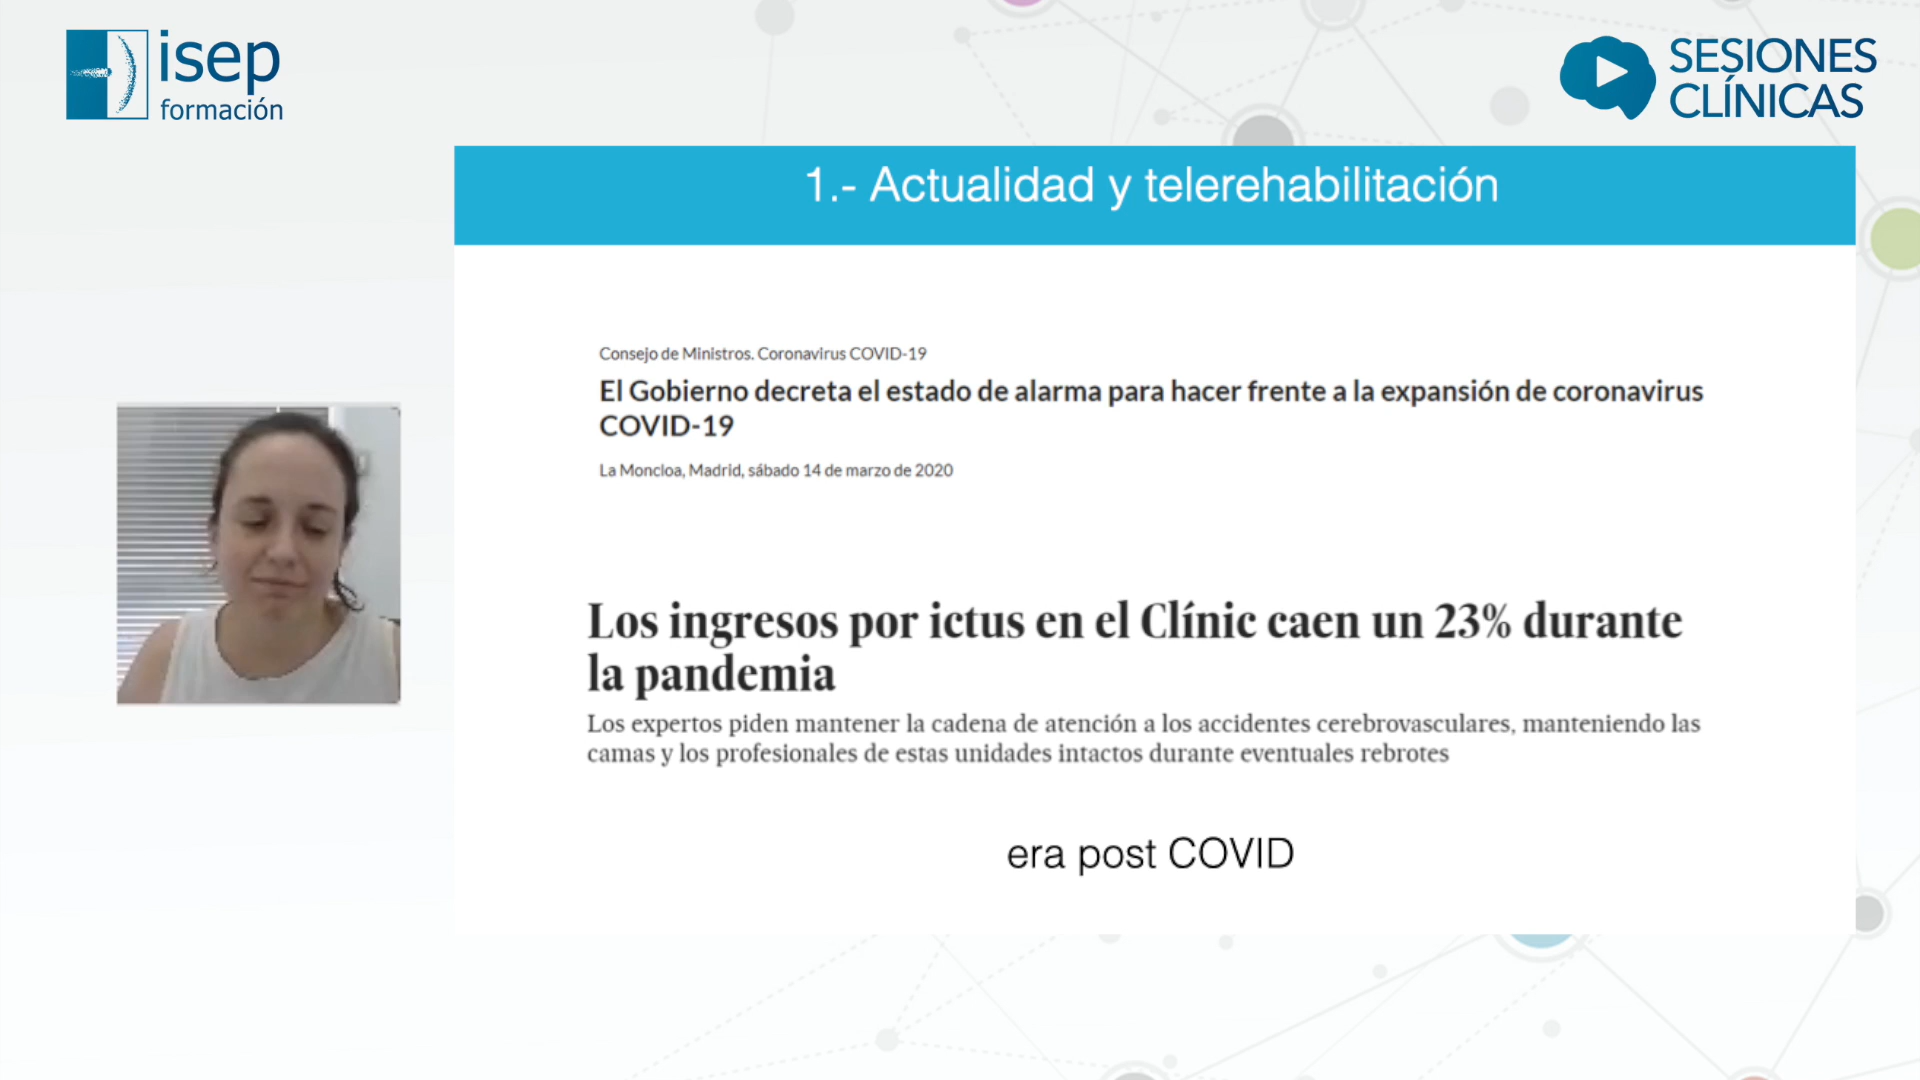 isep
formación
SESIONES
CLÍNICAS
1.- Actualidad y telerehabilitación
Consejo de Ministros. Coronavirus COVID-19
El Gobierno decreta el estado de alarma para hacer frente a la expansión de coronavirus
COVID-19
La Moncloa, Madrid, sábado 14 de marzo de 2020
Los ingresos por ictus en el Clínic caen un 23% durante
la pandemia
Los expertos piden mantener la cadena de atención a los accidentes cerebrovasculares, manteniendo las
camas y los profesionales de estas unidades intactos durante eventuales rebrotes
era post COVID